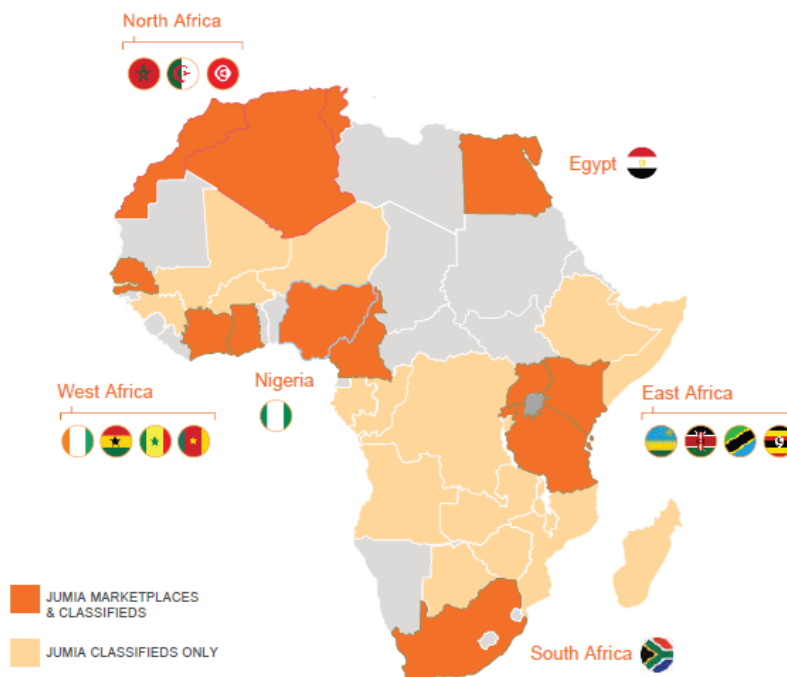 North Africa
Egypt
West Africa
Nigeria
East Africa
JUMIA MARKETPLACES
& CLASSIFIEDS
JUMIA CLASSIFIEDS ONLY
South Africa